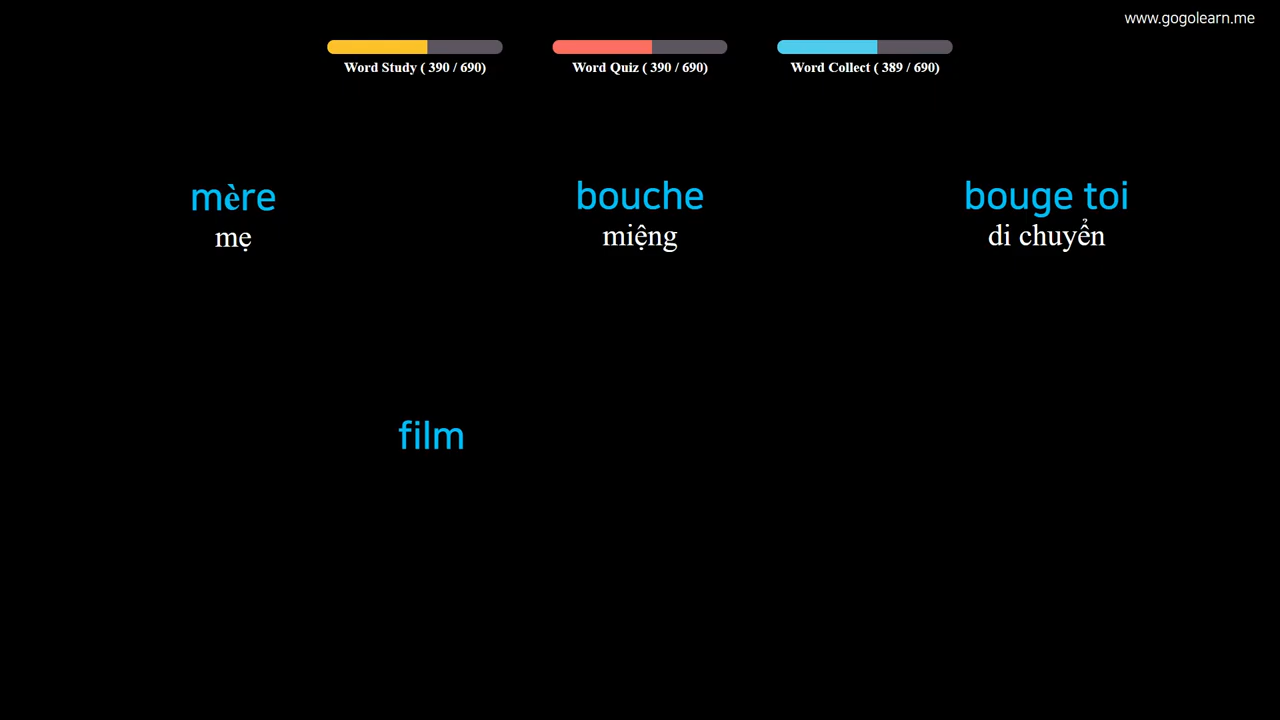 www.gogolearn.me
Word Study ( 390 / 690)
Word Quiz ( 390 / 690)
Word Collect ( 389 / 690)
mère
mẹ
bouche
miệng
bouge toi
di chuyển
film